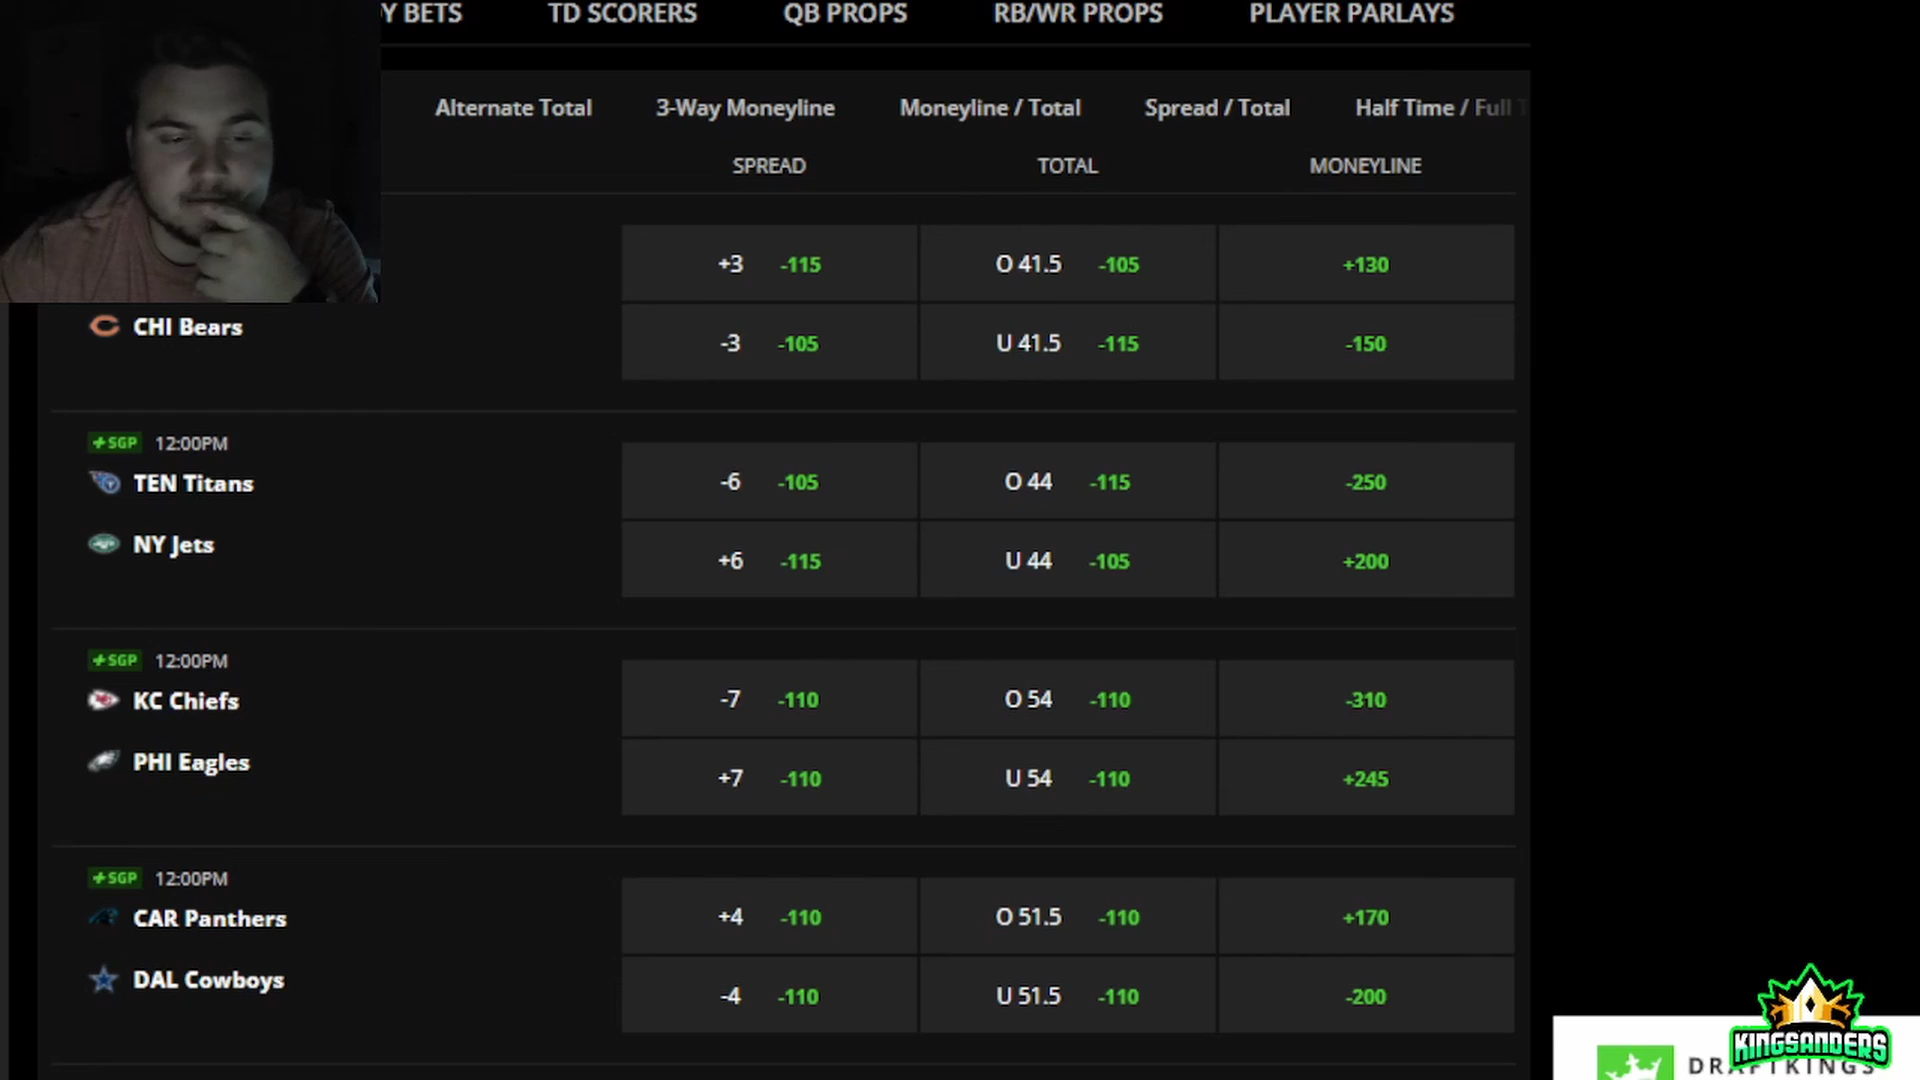 Y BETS TD SCORERS QB PROPS RB/WR PROPS PLAYER PARLAYS
Alternate Total 3-Way Moneyline Moneyline / Total Spread / Total Half Time / Full T
SPREAD TOTAL MONEYLINE
+3 -115 O 41.5 -105 +130
CHI Bears -3 -105 U 41.5 -115 -150
+SGP 12:00PM
TEN Titans -6 -105 O 44 -115 -250
NY Jets +6 -115 U 44 -105 +200
+SGP 12:00PM
KC Chiefs -7 -110 O 54 -110 -310
PHI Eagles +7 -110 U 54 -110 +245
+SGP 12:00PM
CAR Panthers +4 -110 O 51.5 -110 +170
DAL Cowboys -4 -110 U 51.5 -110 -200
KINGSANDERS
DRAFTKINGS